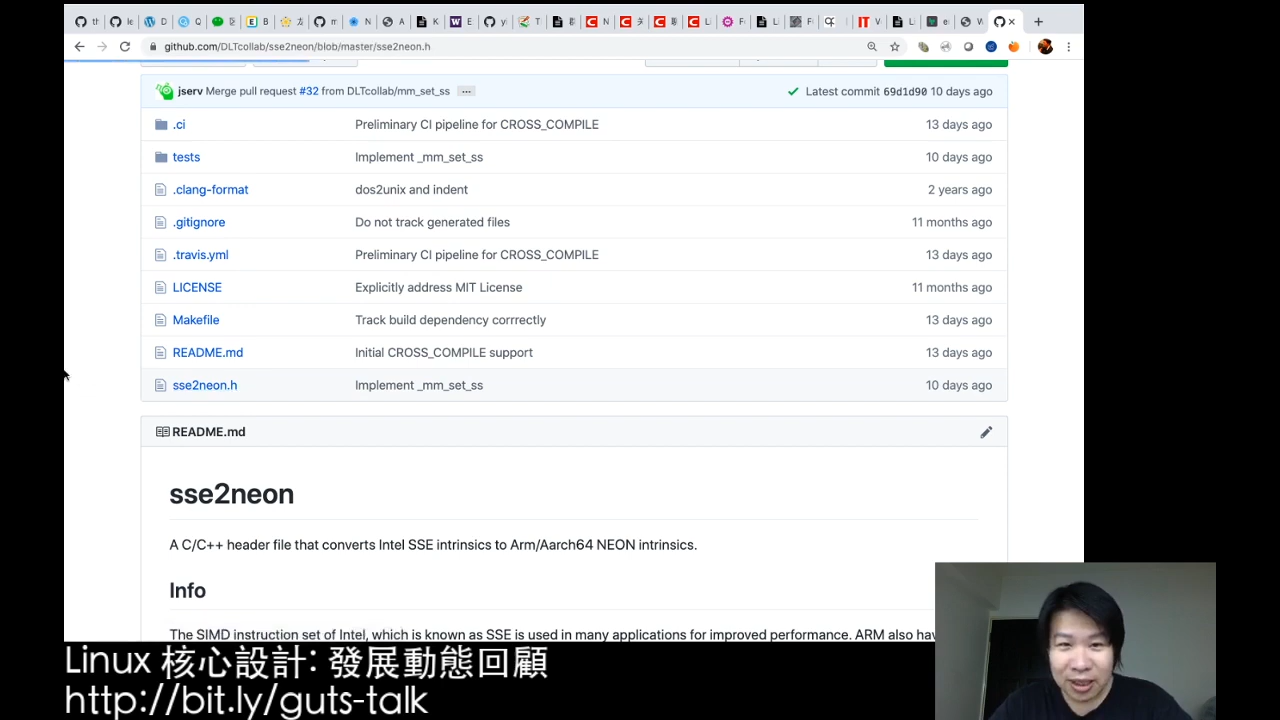 github.com/DLTcollab/sse2neon/blob/master/sse2neon.h
jserv Merge pull request #32 from DLTcollab/mm_set_ss ... Latest commit 69d1d90 10 days ago
.ci Preliminary CI pipeline for CROSS_COMPILE 13 days ago
tests Implement _mm_set_ss 10 days ago
.clang-format dos2unix and indent 2 years ago
.gitignore Do not track generated files 11 months ago
.travis.yml Preliminary CI pipeline for CROSS_COMPILE 13 days ago
LICENSE Explicitly address MIT License 11 months ago
Makefile Track build dependency corrrectly 13 days ago
README.md Initial CROSS_COMPILE support 13 days ago
sse2neon.h Implement _mm_set_ss 10 days ago
README.md
sse2neon
A C/C++ header file that converts Intel SSE intrinsics to Arm/Aarch64 NEON intrinsics.
Info
The SIMD instruction set of Intel, which is known as SSE is used in many applications for improved performance. ARM also
Linux 核心設計: 發展動態回顧
http://bit.ly/guts-talk